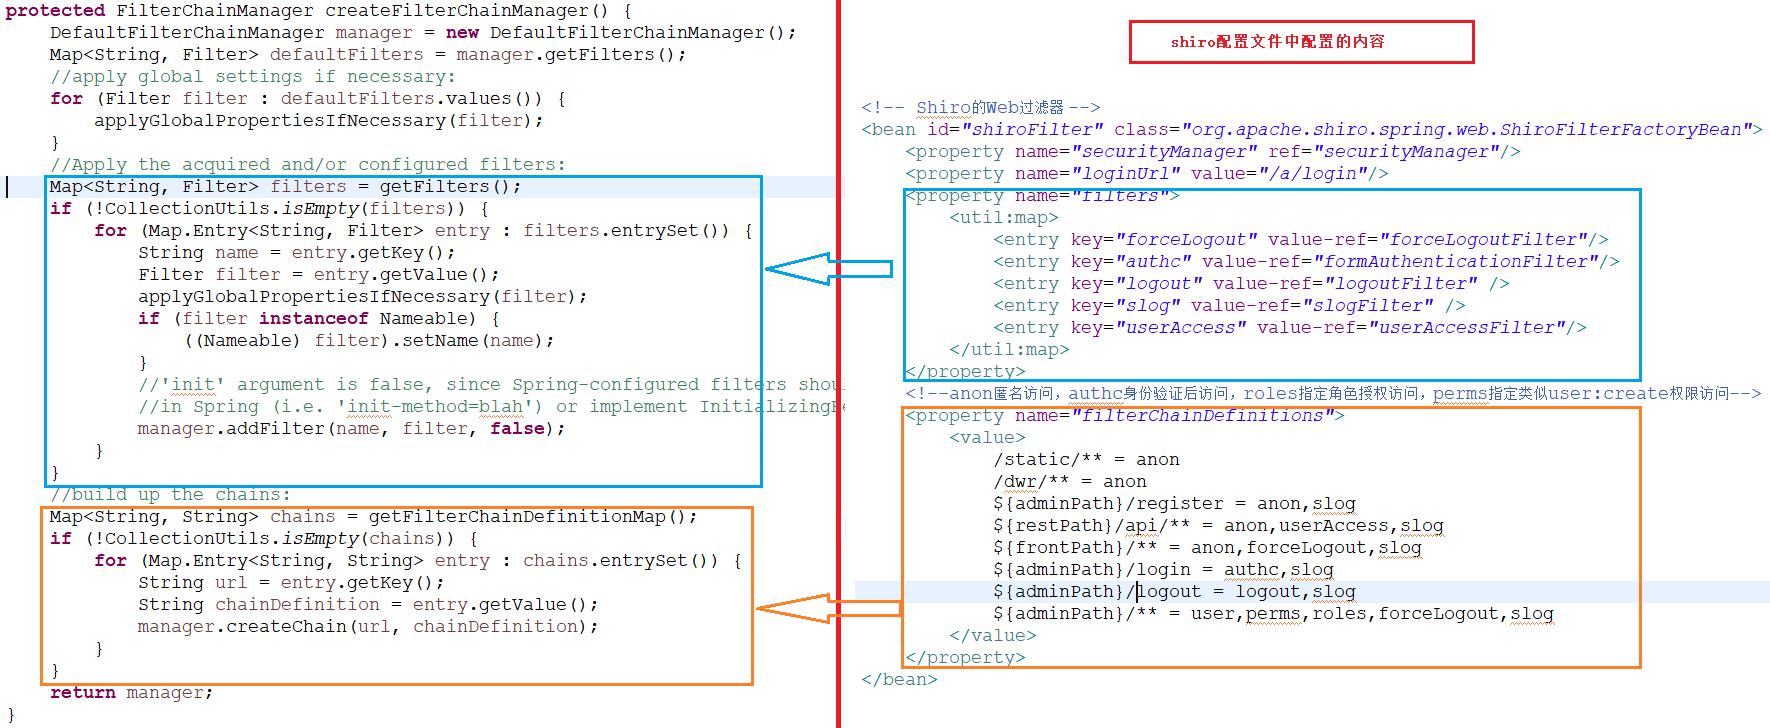 protected FilterChainManager createFilterChainManager() {
DefaultFilterChainManager manager = new DefaultFilterChainManager();
Map<String, Filter> defaultFilters = manager.getFilters();
//apply global settings if necessary:
for (Filter filter : defaultFilters.values()) {
applyGlobalPropertiesIfNecessary(filter);
}
//Apply the acquired and/or configured filters:
Map<String, Filter> filters = getFilters();
if (!CollectionUtils.isEmpty(filters)) {
for (Map.Entry<String, Filter> entry : filters.entrySet()) {
String name = entry.getKey();
Filter filter = entry.getValue();
applyGlobalPropertiesIfNecessary(filter);
if (filter instanceof Nameable) {
((Nameable) filter).setName(name);
}
//'init' argument is false, since Spring-configured filters shou
//in Spring (i.e. 'init-method=blah') or implement InitializingBe
manager.addFilter(name, filter, false);
}
}
//build up the chains:
Map<String, String> chains = getFilterChainDefinitionMap();
if (!CollectionUtils.isEmpty(chains)) {
for (Map.Entry<String, String> entry : chains.entrySet()) {
String url = entry.getKey();
String chainDefinition = entry.getValue();
manager.createChain(url, chainDefinition);
}
}
return manager;
}
shiro配置文件中配置的内容
<!-- Shiro的Web过滤器 -->
<bean id="shiroFilter" class="org.apache.shiro.spring.web.ShiroFilterFactoryBean">
<property name="securityManager" ref="securityManager"/>
<property name="loginUrl" value="/a/login"/>
<property name="filters">
<util:map>
<entry key="forceLogout" value-ref="forceLogoutFilter"/>
<entry key="authc" value-ref="formAuthenticationFilter"/>
<entry key="logout" value-ref="logoutFilter" />
<entry key="slog" value-ref="slogFilter" />
<entry key="userAccess" value-ref="userAccessFilter"/>
</util:map>
</property>
<!--anon匿名访问，authc身份验证后访问，roles指定角色授权访问，perms指定类似user:create权限访问-->
<property name="filterChainDefinitions">
<value>
/static/** = anon
/dwr/** = anon
${adminPath}/register = anon,slog
${restPath}/api/** = anon,userAccess,slog
${frontPath}/** = anon,forceLogout,slog
${adminPath}/login = authc,slog
${adminPath}/logout = logout,slog
${adminPath}/** = user,perms,roles,forceLogout,slog
</value>
</property>
</bean>